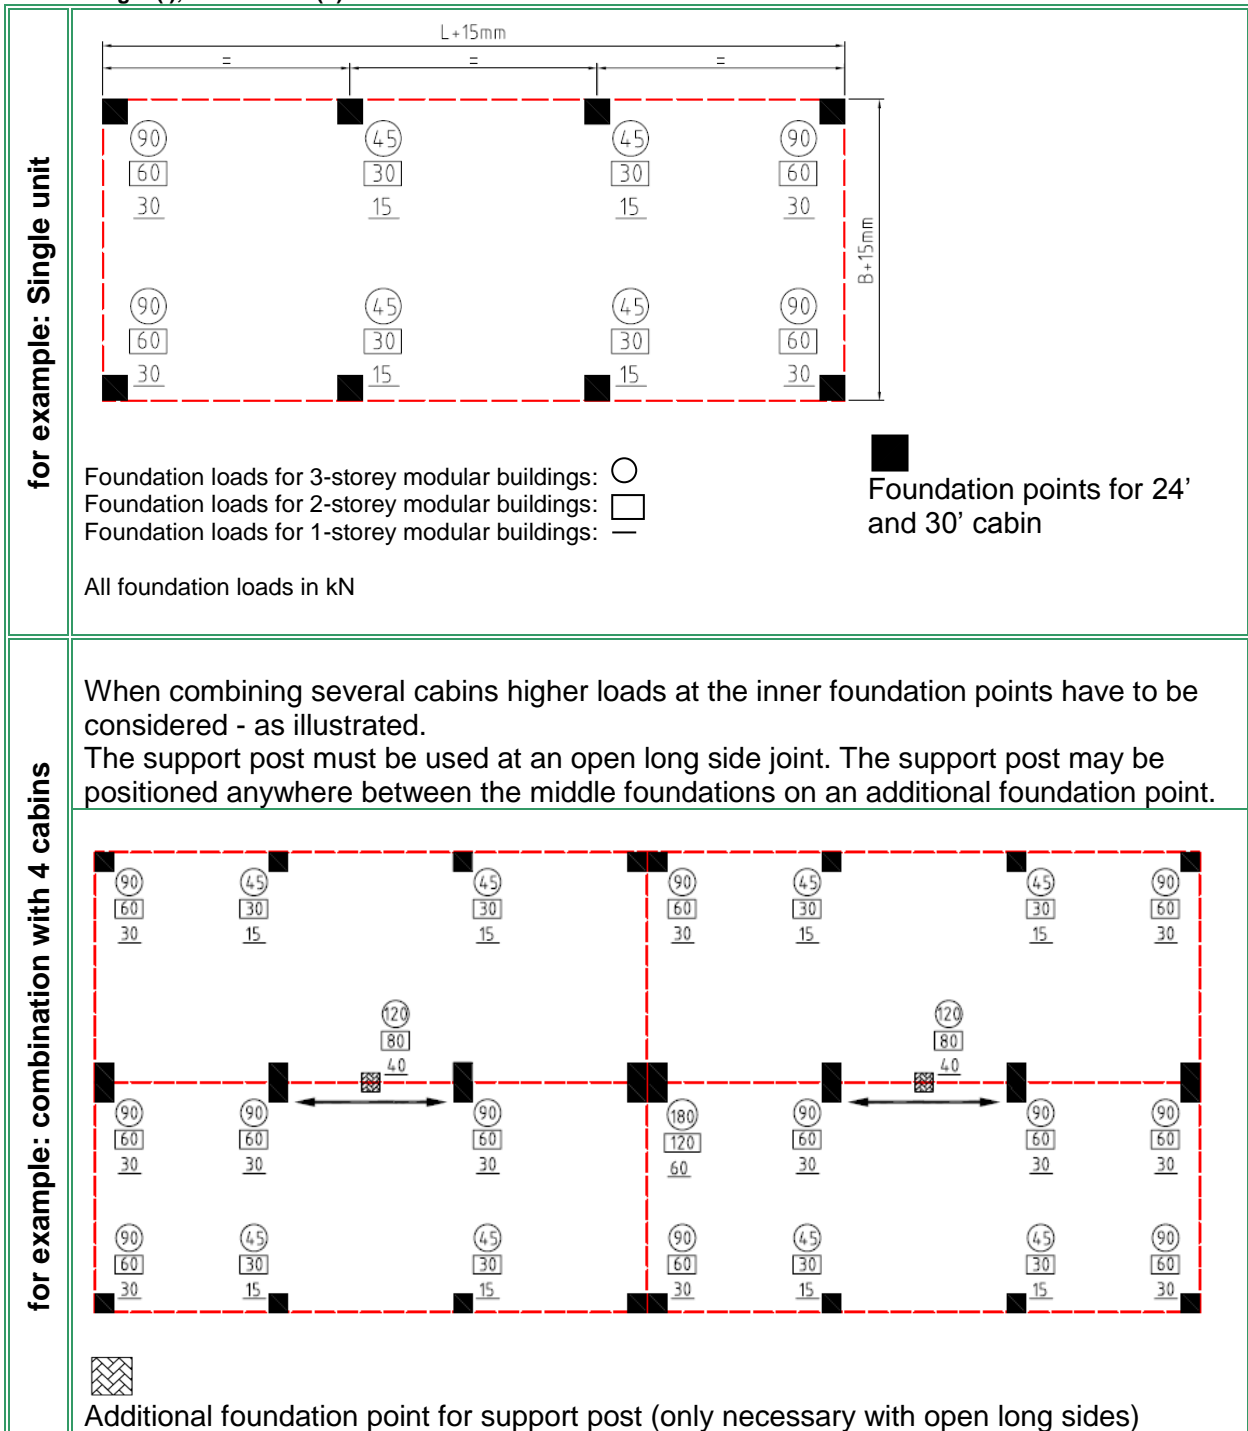 for example: Single unit
L+15mm
= = =
90 45 45 90
60 30 30 60
30 15 15 30
B+15mm
90 45 45 90
60 30 30 60
30 15 15 30
Foundation loads for 3-storey modular buildings:
Foundation loads for 2-storey modular buildings:
Foundation loads for 1-storey modular buildings:
All foundation loads in kN
Foundation points for 24’
and 30’ cabin
for example: combination with 4 cabins
When combining several cabins higher loads at the inner foundation points have to be
considered - as illustrated.
The support post must be used at an open long side joint. The support post may be
positioned anywhere between the middle foundations on an additional foundation point.
90 45 45 90 45 45 90
60 30 30 60 30 30 60
30 15 15 30 15 15 30
120 120
80 80
40 40
90 90 90 180 90 90 90
60 60 60 120 60 60 60
30 30 30 60 30 30 30
90 45 45 90 45 45 90
60 30 30 60 30 30 60
30 15 15 30 15 15 30
Additional foundation point for support post (only necessary with open long sides)